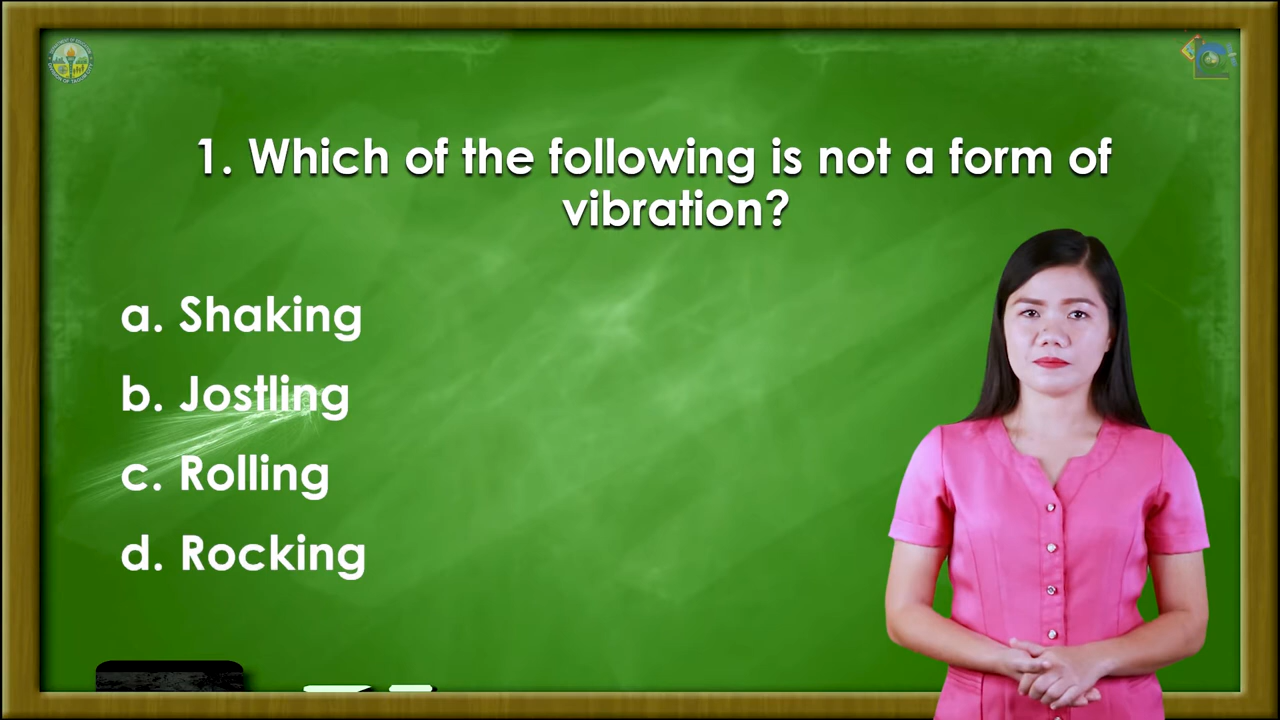 1. Which of the following is not a form of
vibration?
a. Shaking
b. Jostling
c. Rolling
d. Rocking